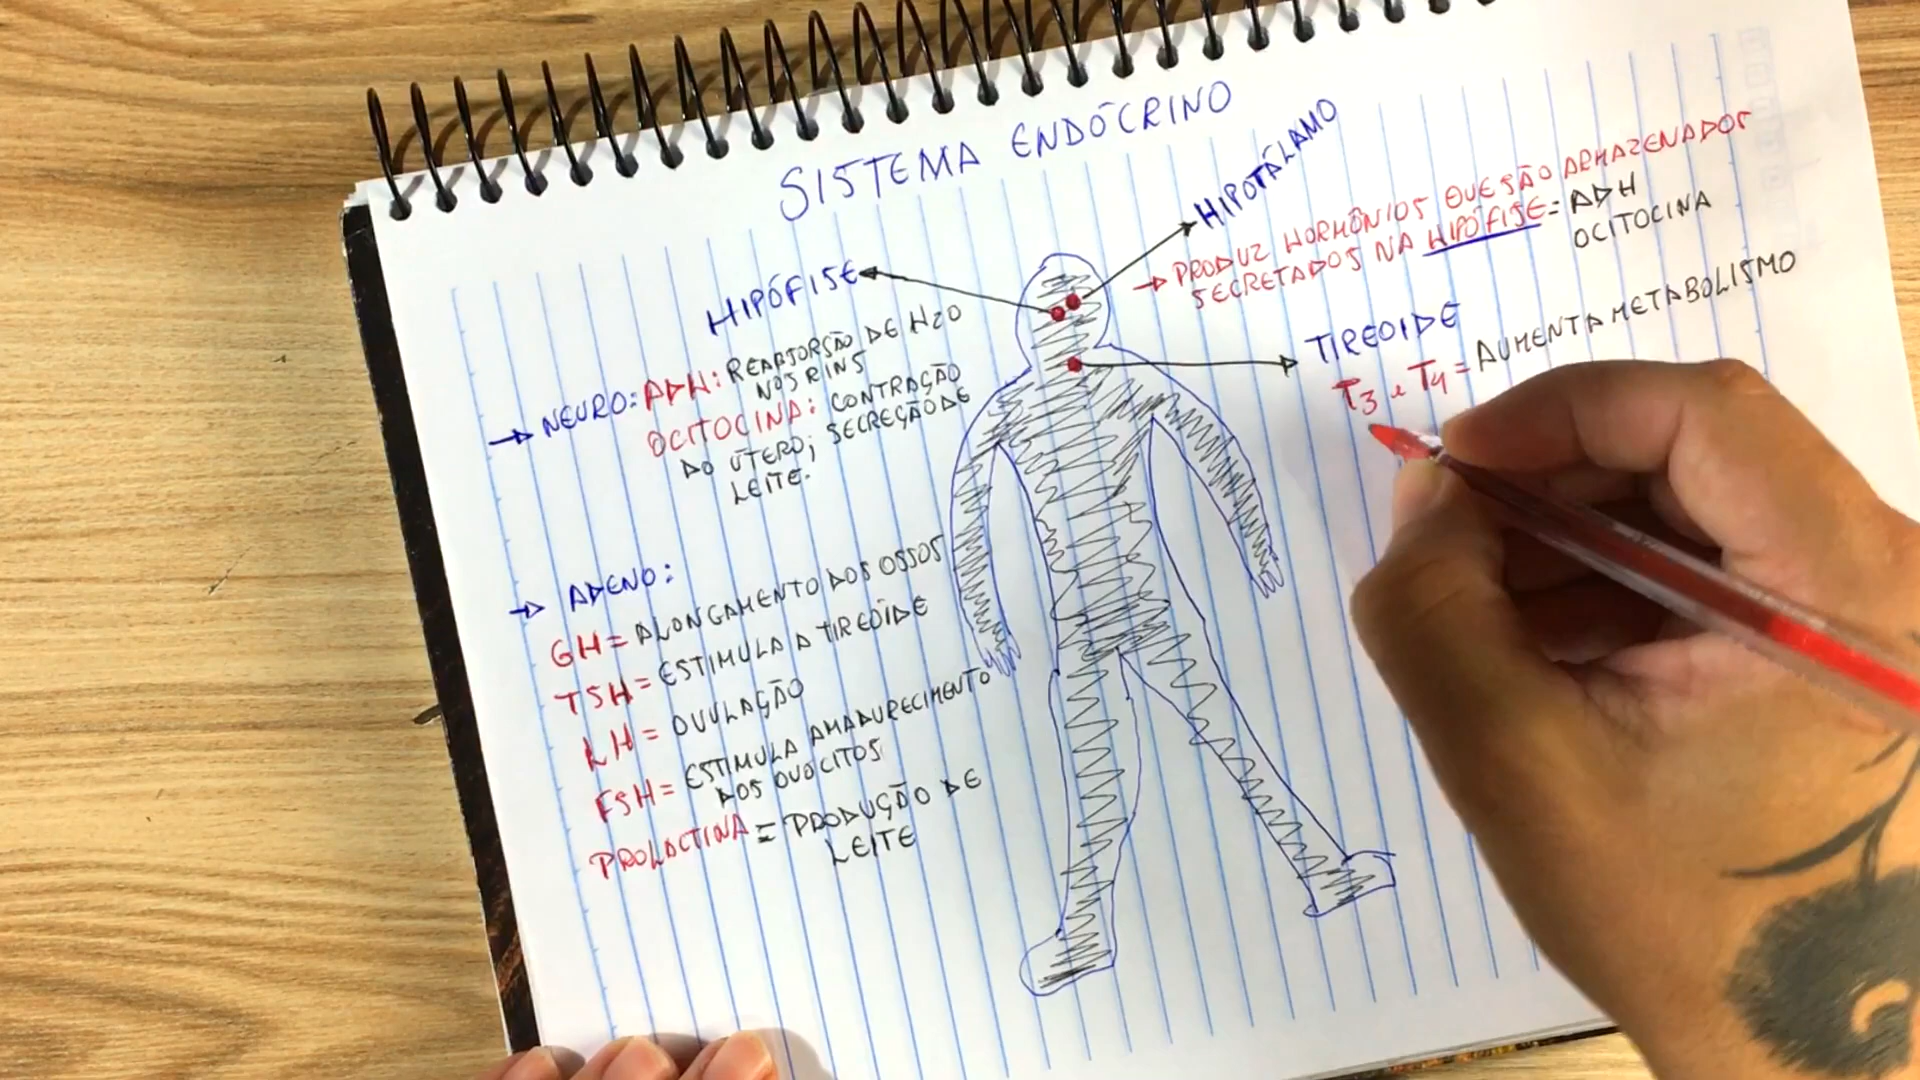 SISTEMA ENDÓCRINO
HIPOTÁLAMO
→ PRODUZ HORMÔNIOS QUE SÃO ARMAZENADOS
SECRETADOS NA HIPÓFISE = ADH
OCITOCINA
HIPÓFISE
→ NEURO: ADH: REABSORSÃO DE H2O
NOS RINS
OCITOCINA: CONTRAÇÃO
DO ÚTERO; SECREÇÃO DE
LEITE.
→ ADENO:
GH = ALONGAMENTO DOS OSSOS
TSH = ESTIMULA A TIREÓIDE
LH = OVULAÇÃO
FSH = ESTIMULA AMADURECIMENTO
DOS OVÓCITOS
PROLACTINA = PRODUÇÃO DE
LEITE
TIREOIDE
T3 e T4 = AUMENTA METABOLISMO